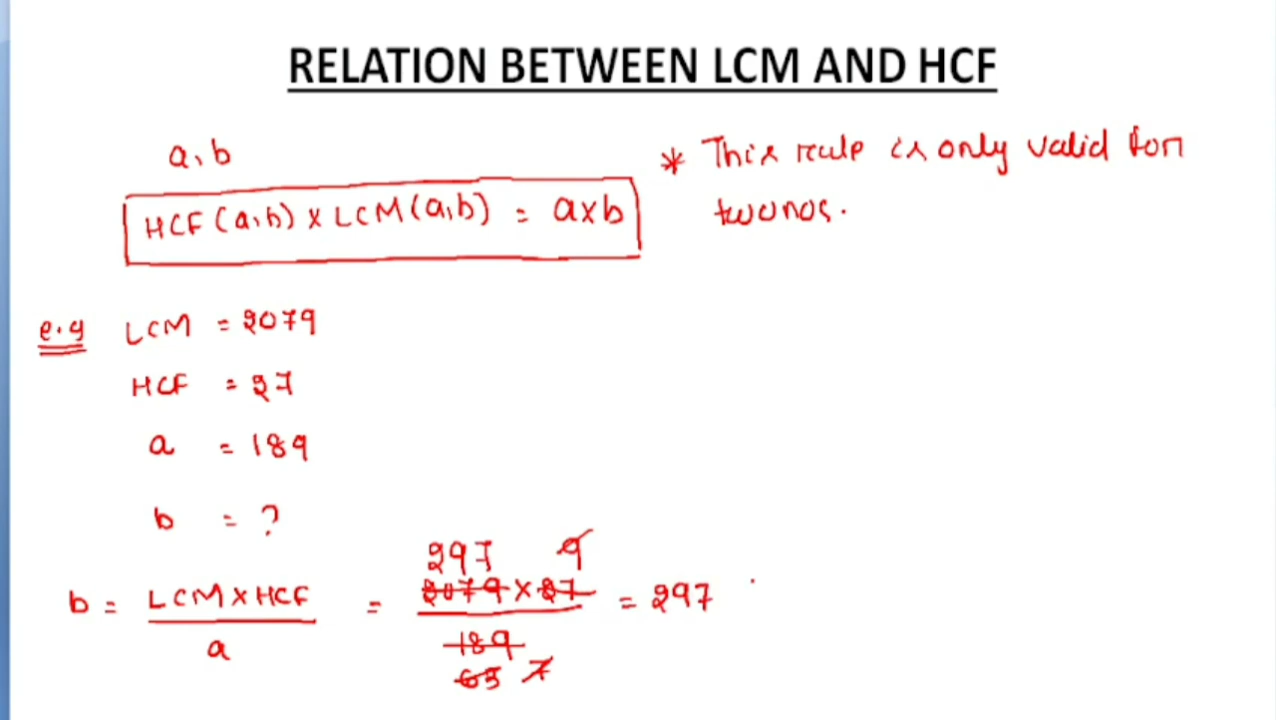 RELATION BETWEEN LCM AND HCF
a, b
HCF (a, b) x LCM (a, b) = axb
* This rule is only valid for
two nos.
e.g LCM = 2079
HCF = 27
a = 189
b = ?
297 9
b = LCM x HCF = 2079 x 27 = 297
a 189
63 7